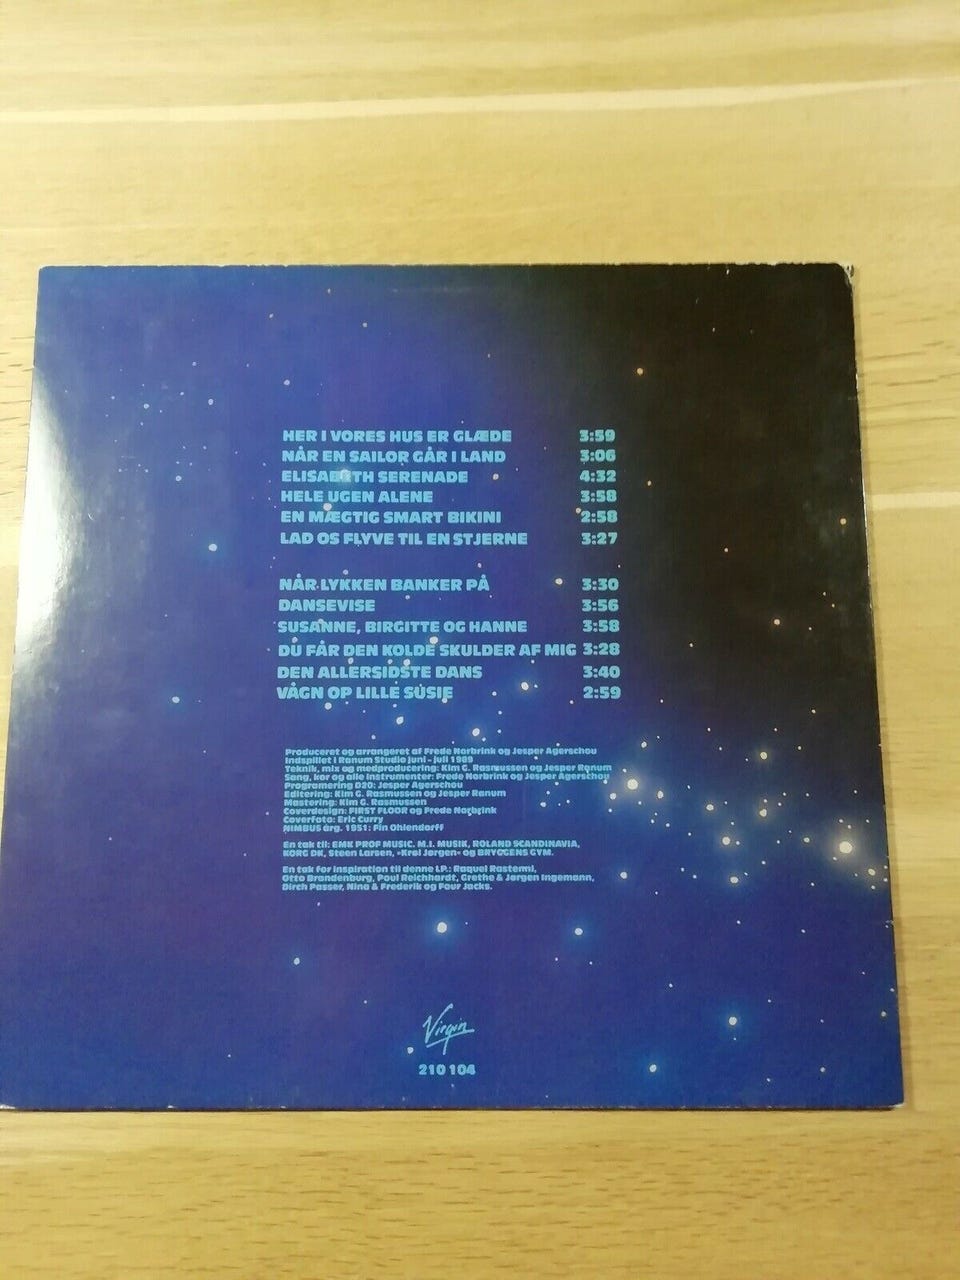 HER I VORES HUS ER GLÆDE 3:59
NÅR EN SAILOR GÅR I LAND 3:06
ELISABETH SERENADE 4:32
HELE UGEN ALENE 3:58
EN MÆGTIG SMART BIKINI 2:58
LAD OS FLYVE TIL EN STJERNE 3:27
NÅR LYKKEN BANKER PÅ 3:30
DANSEVISE 3:56
SUSANNE, BIRGITTE OG HANNE 3:58
DU FÅR DEN KOLDE SKULDER AF MIG 3:28
DEN ALLERSIDSTE DANS 3:40
VÅGN OP LILLE SUSIE 2:59
Produceret og arrangeret af Frede Norbrink og Jesper Agerschou
Indspillet i Ranum Studio juni - juli 1989
Teknik, mix og medproducering: Kim G. Rasmussen og Jesper Ranum
Sang, kor og alle instrumenter: Frede Norbrink og Jesper Agerschou
Programering D20: Jesper Agerschou
Editering: Kim G. Rasmussen og Jesper Ranum
Mastering: Kim G. Rasmussen
Coverdesign: FIRST FLOOR og Frede Norbrink
Coverfoto: Eric Curry
NIMBUS årg. 1951: Fin Ohlendorff
En tak til: EMK PROF MUSIC. M.I. MUSIK, ROLAND SCANDINAVIA,
KORG DK, Steen Larsen, »Krøl Jørgen« og BRYGGENS GYM.
En tak for inspiration til denne LP.: Raquel Rastenni,
Otto Brandenburg, Poul Reichhardt, Grethe & Jørgen Ingemann,
Dirch Passer, Nina & Frederik og Four Jacks.
Virgin
210 104